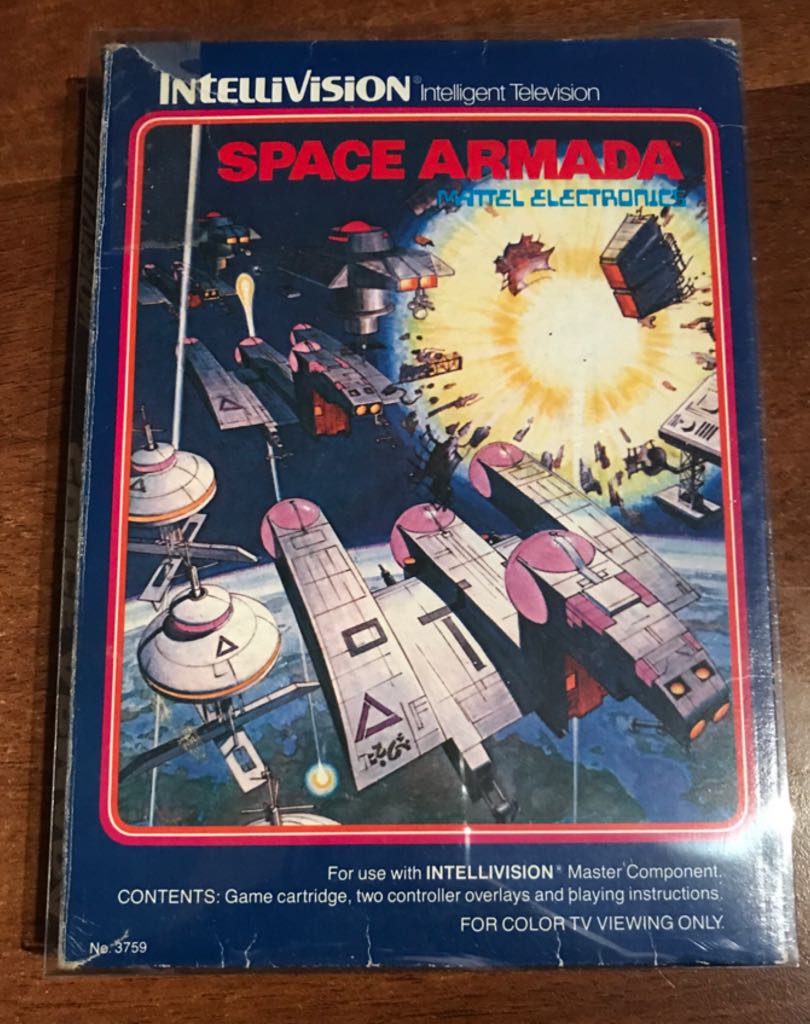 INTELLIVISION® Intelligent Television
SPACE ARMADA™
MATTEL ELECTRONICS
For use with INTELLIVISION® Master Component.
CONTENTS: Game cartridge, two controller overlays and playing instructions.
FOR COLOR TV VIEWING ONLY.
No. 3759